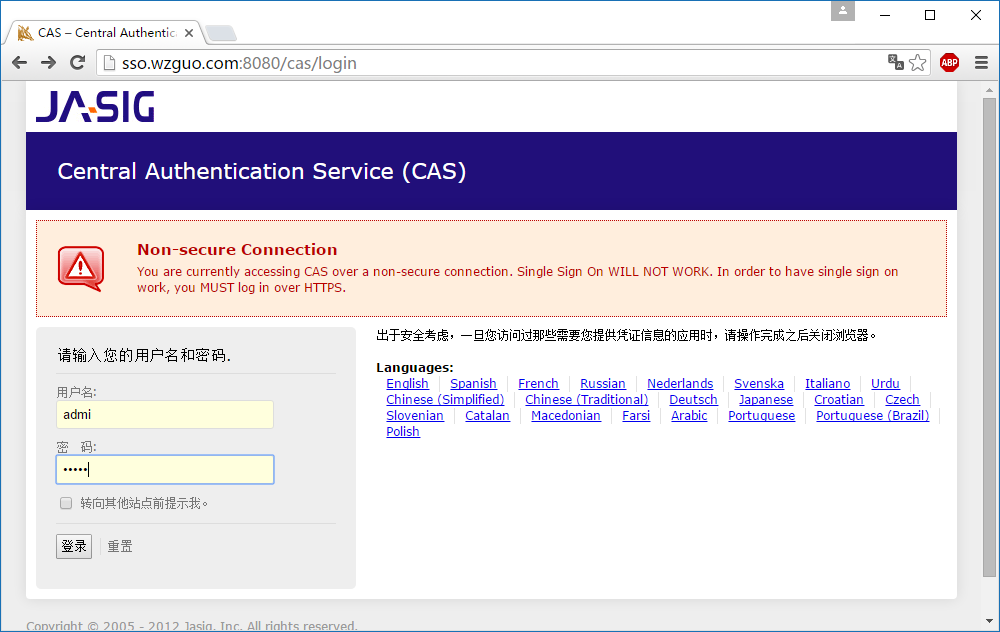 CAS – Central Authentic
sso.wzguo.com:8080/cas/login
ABP
JASIG
Central Authentication Service (CAS)
Non-secure Connection
You are currently accessing CAS over a non-secure connection. Single Sign On WILL NOT WORK. In order to have single sign on
work, you MUST log in over HTTPS.
请输入您的用户名和密码.
用户名:
admi
密 码:
•••••
转向其他站点前提示我。
登录 重置
出于安全考虑，一旦您访问过那些需要您提供凭证信息的应用时，请操作完成之后关闭浏览器。
Languages:
English Spanish French Russian Nederlands Svenska Italiano Urdu
Chinese (Simplified) Chinese (Traditional) Deutsch Japanese Croatian Czech
Slovenian Catalan Macedonian Farsi Arabic Portuguese Portuguese (Brazil)
Polish
Copyright © 2005 - 2012 Jasig, Inc. All rights reserved.